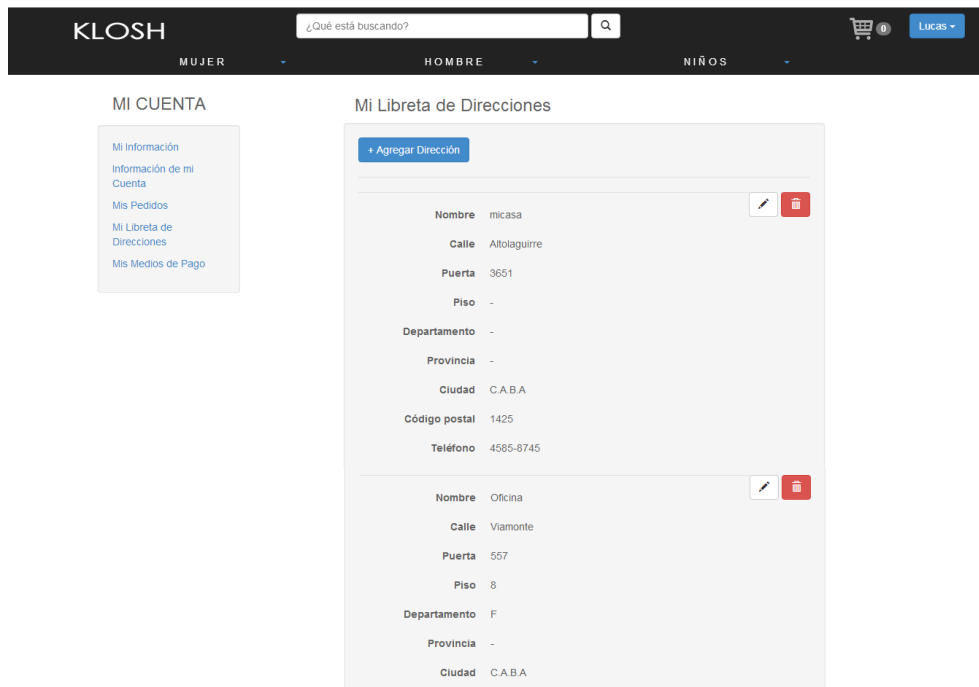 KLOSH
¿Qué está buscando?
0
Lucas
MUJER
HOMBRE
NIÑOS
MI CUENTA
Mi Información
Información de mi
Cuenta
Mis Pedidos
Mi Libreta de
Direcciones
Mis Medios de Pago
Mi Libreta de Direcciones
+ Agregar Dirección
Nombre micasa
Calle Altolaguirre
Puerta 3651
Piso -
Departamento -
Provincia -
Ciudad C.A.B.A
Código postal 1425
Teléfono 4585-8745
Nombre Oficina
Calle Viamonte
Puerta 557
Piso 8
Departamento F
Provincia -
Ciudad C.A.B.A